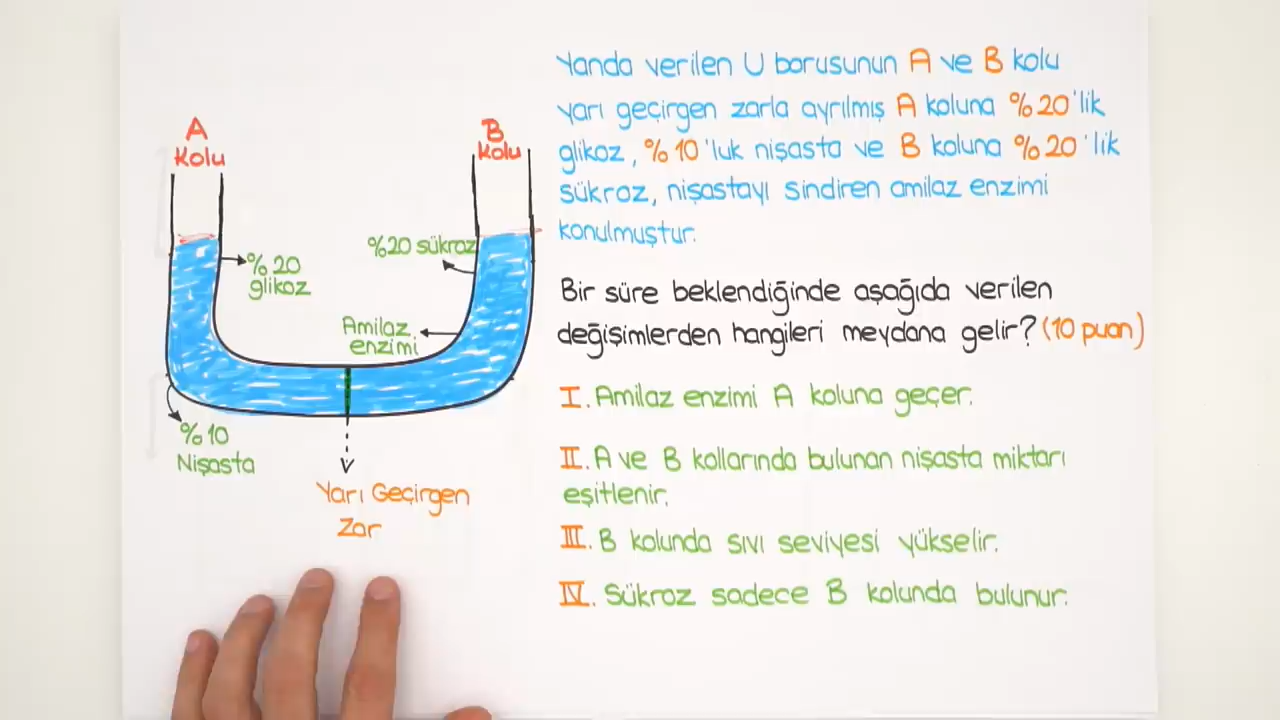 A
Kolu
B
Kolu
%20
glikoz
%20 sükroz
Amilaz
enzimi
%10
Nişasta
Yarı Geçirgen
Zar
Yanda verilen U borusunun A ve B kolu
yarı geçirgen zarla ayrılmış A koluna %20'lik
glikoz, %10'luk nişasta ve B koluna %20'lik
sükroz, nişastayı sindiren amilaz enzimi
konulmuştur.
Bir süre beklendiğinde aşağıda verilen
değişimlerden hangileri meydana gelir? (10 puan)
I. Amilaz enzimi A koluna geçer.
II. A ve B kollarında bulunan nişasta miktarı
eşitlenir.
III. B kolunda sıvı seviyesi yükselir.
IV. Sükroz sadece B kolunda bulunur.